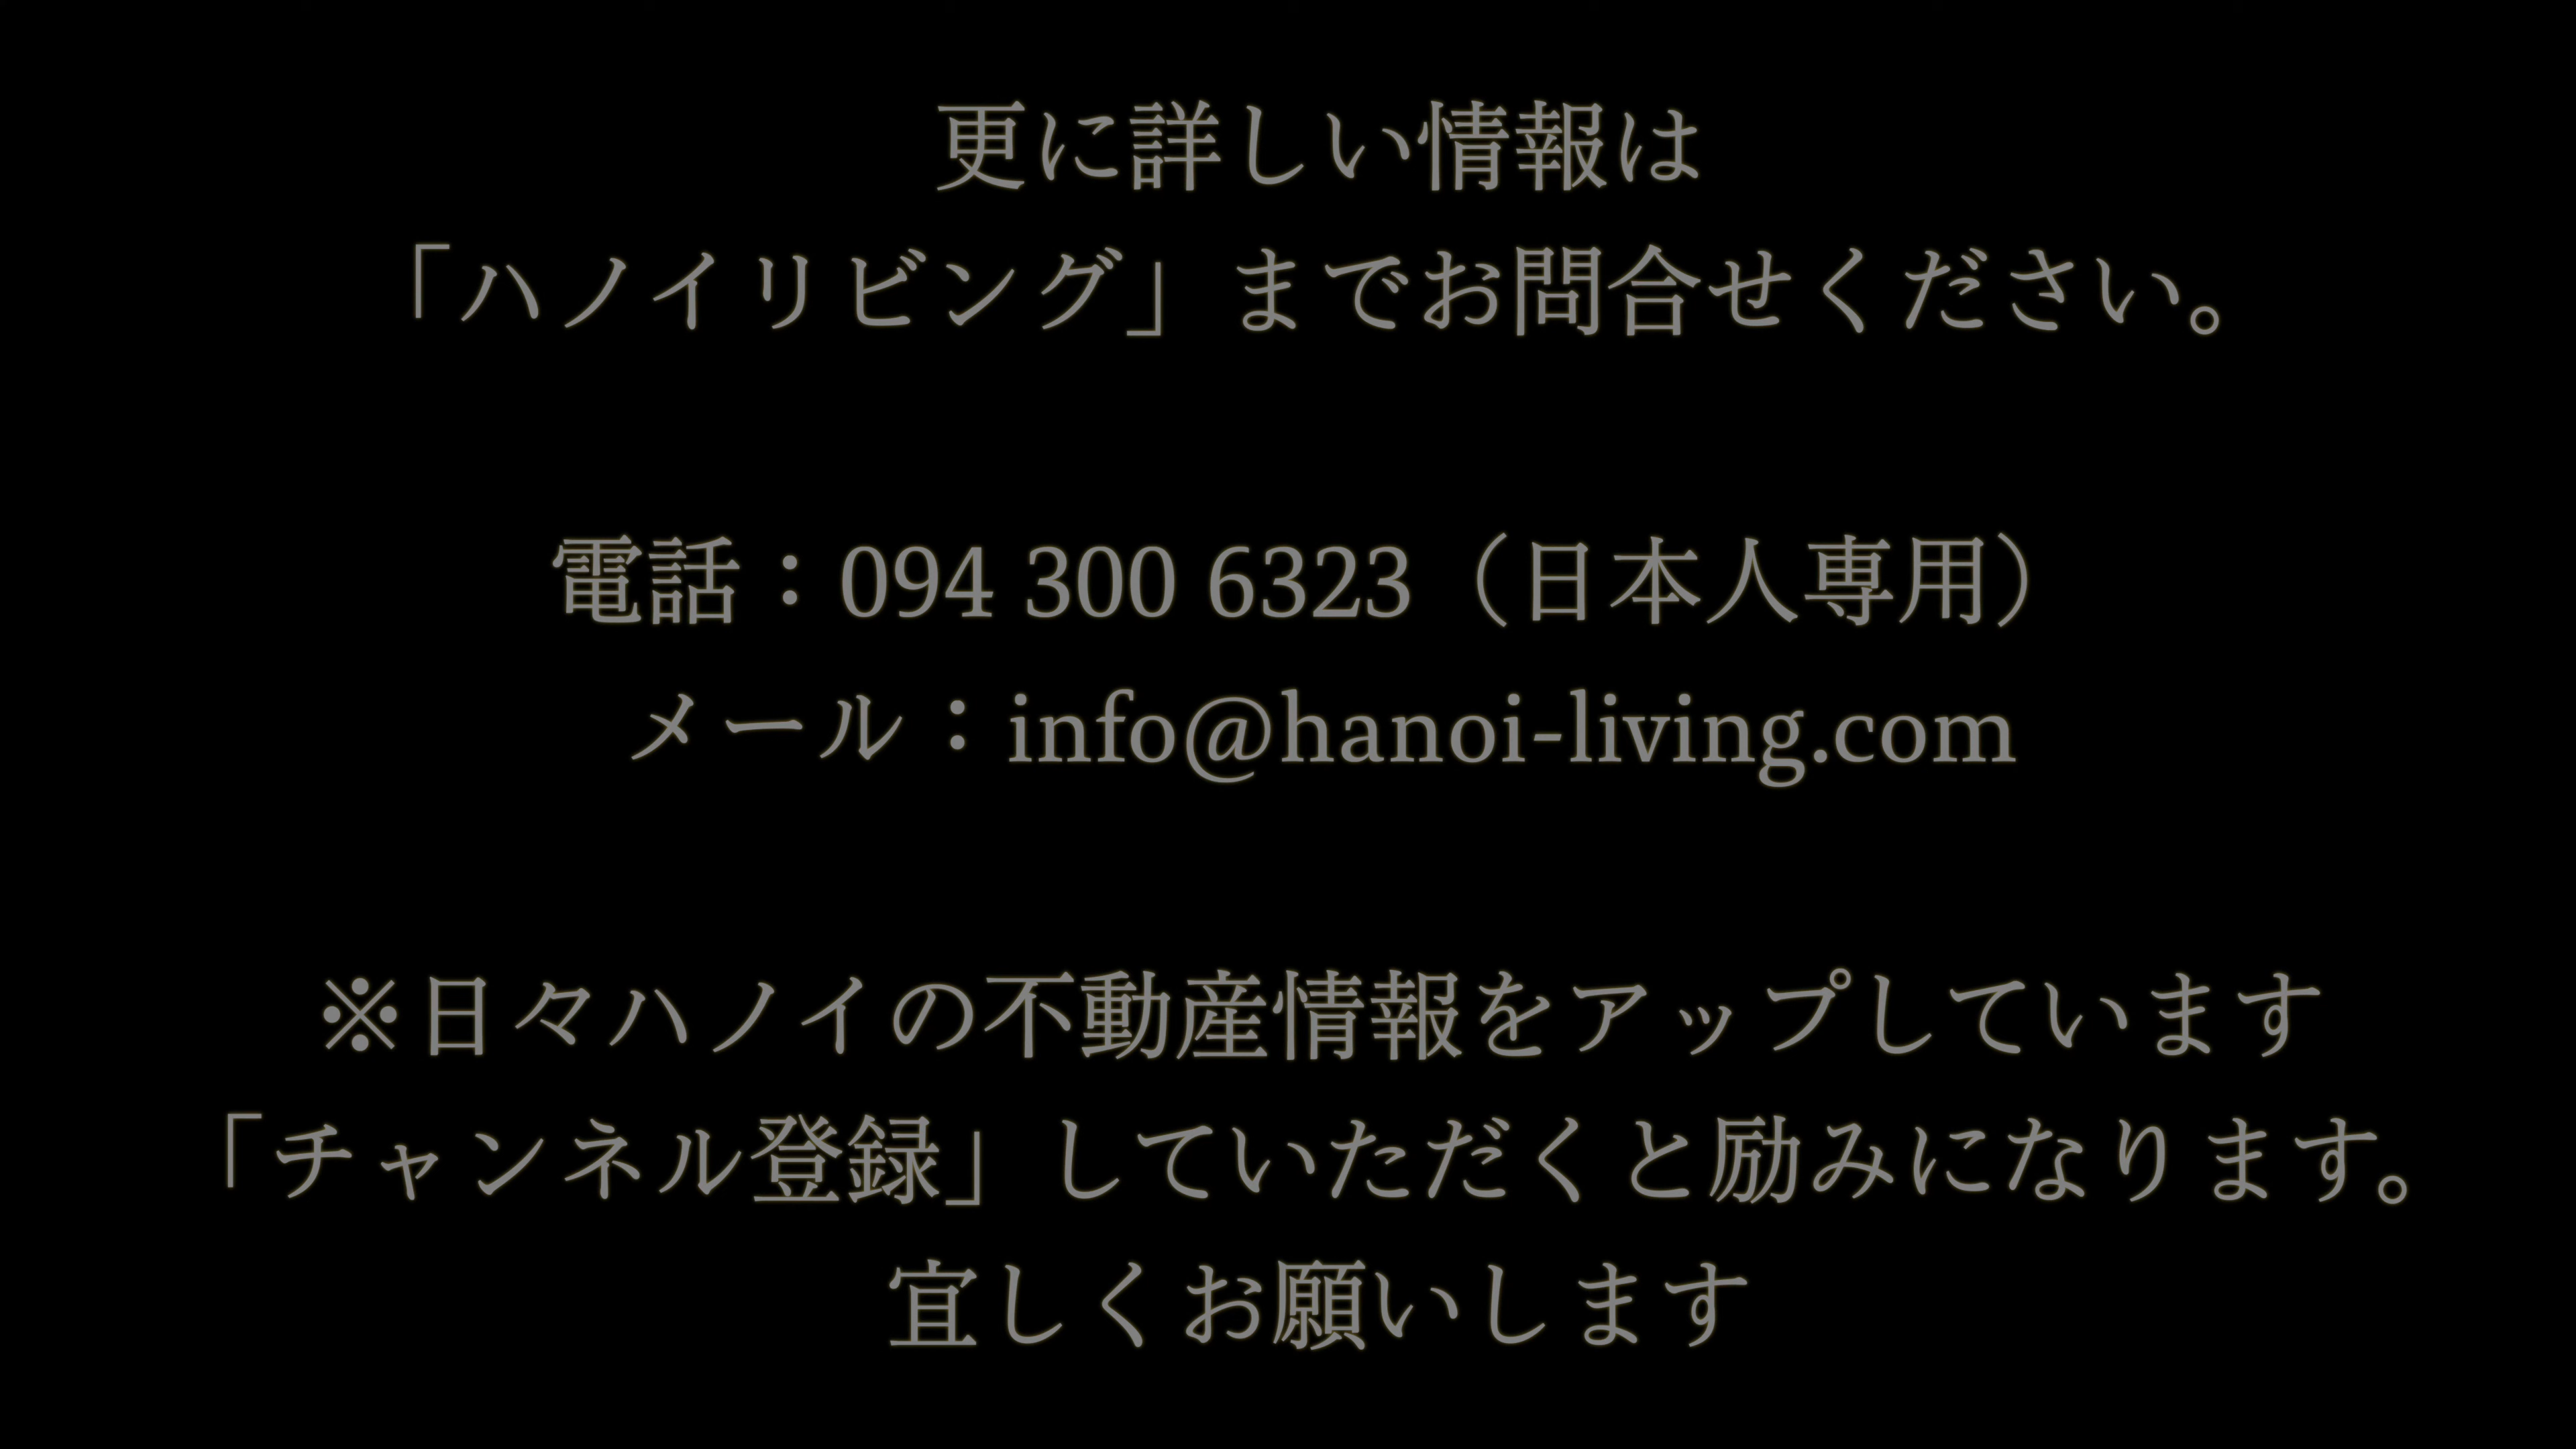 更に詳しい情報は
「ハノイリビング」までお問合せください。
電話：094 300 6323（日本人専用）
メール：info@hanoi-living.com
※日々ハノイの不動産情報をアップしています
「チャンネル登録」していただくと励みになります。
宜しくお願いします